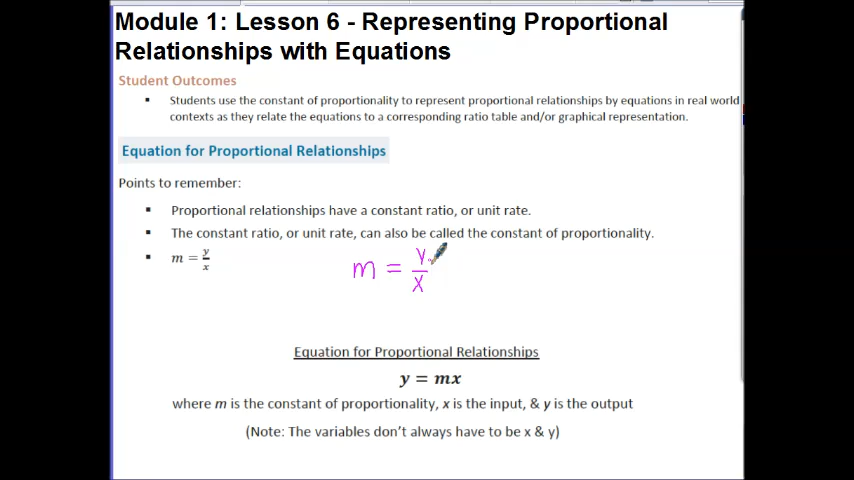 Module 1: Lesson 6 - Representing Proportional
Relationships with Equations
Student Outcomes
▪ Students use the constant of proportionality to represent proportional relationships by equations in real world
contexts as they relate the equations to a corresponding ratio table and/or graphical representation.
Equation for Proportional Relationships
Points to remember:
▪ Proportional relationships have a constant ratio, or unit rate.
▪ The constant ratio, or unit rate, can also be called the constant of proportionality.
▪ m = y/x
m = y/x
Equation for Proportional Relationships
y = mx
where m is the constant of proportionality, x is the input, & y is the output
(Note: The variables don't always have to be x & y)